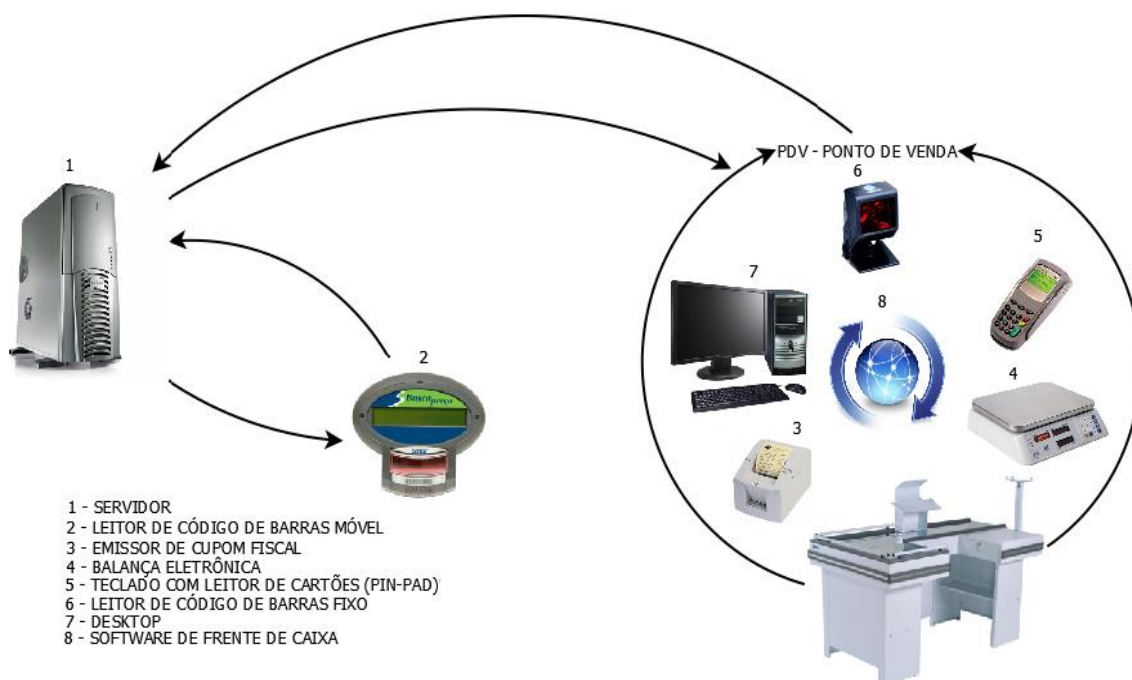 1
PDV - PONTO DE VENDA
6
5
7
8
2
4
Buscapreço
3
1 - SERVIDOR
2 - LEITOR DE CÓDIGO DE BARRAS MÓVEL
3 - EMISSOR DE CUPOM FISCAL
4 - BALANÇA ELETRÔNICA
5 - TECLADO COM LEITOR DE CARTÕES (PIN-PAD)
6 - LEITOR DE CÓDIGO DE BARRAS FIXO
7 - DESKTOP
8 - SOFTWARE DE FRENTE DE CAIXA